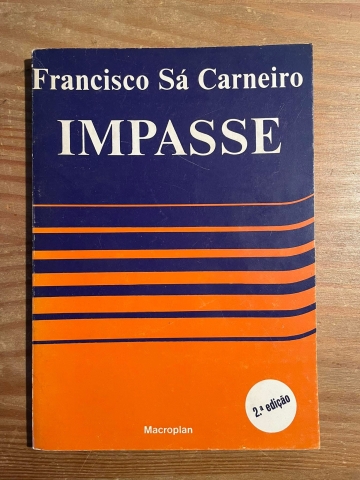 Francisco Sá Carneiro
IMPASSE
2.ª edição
Macroplan